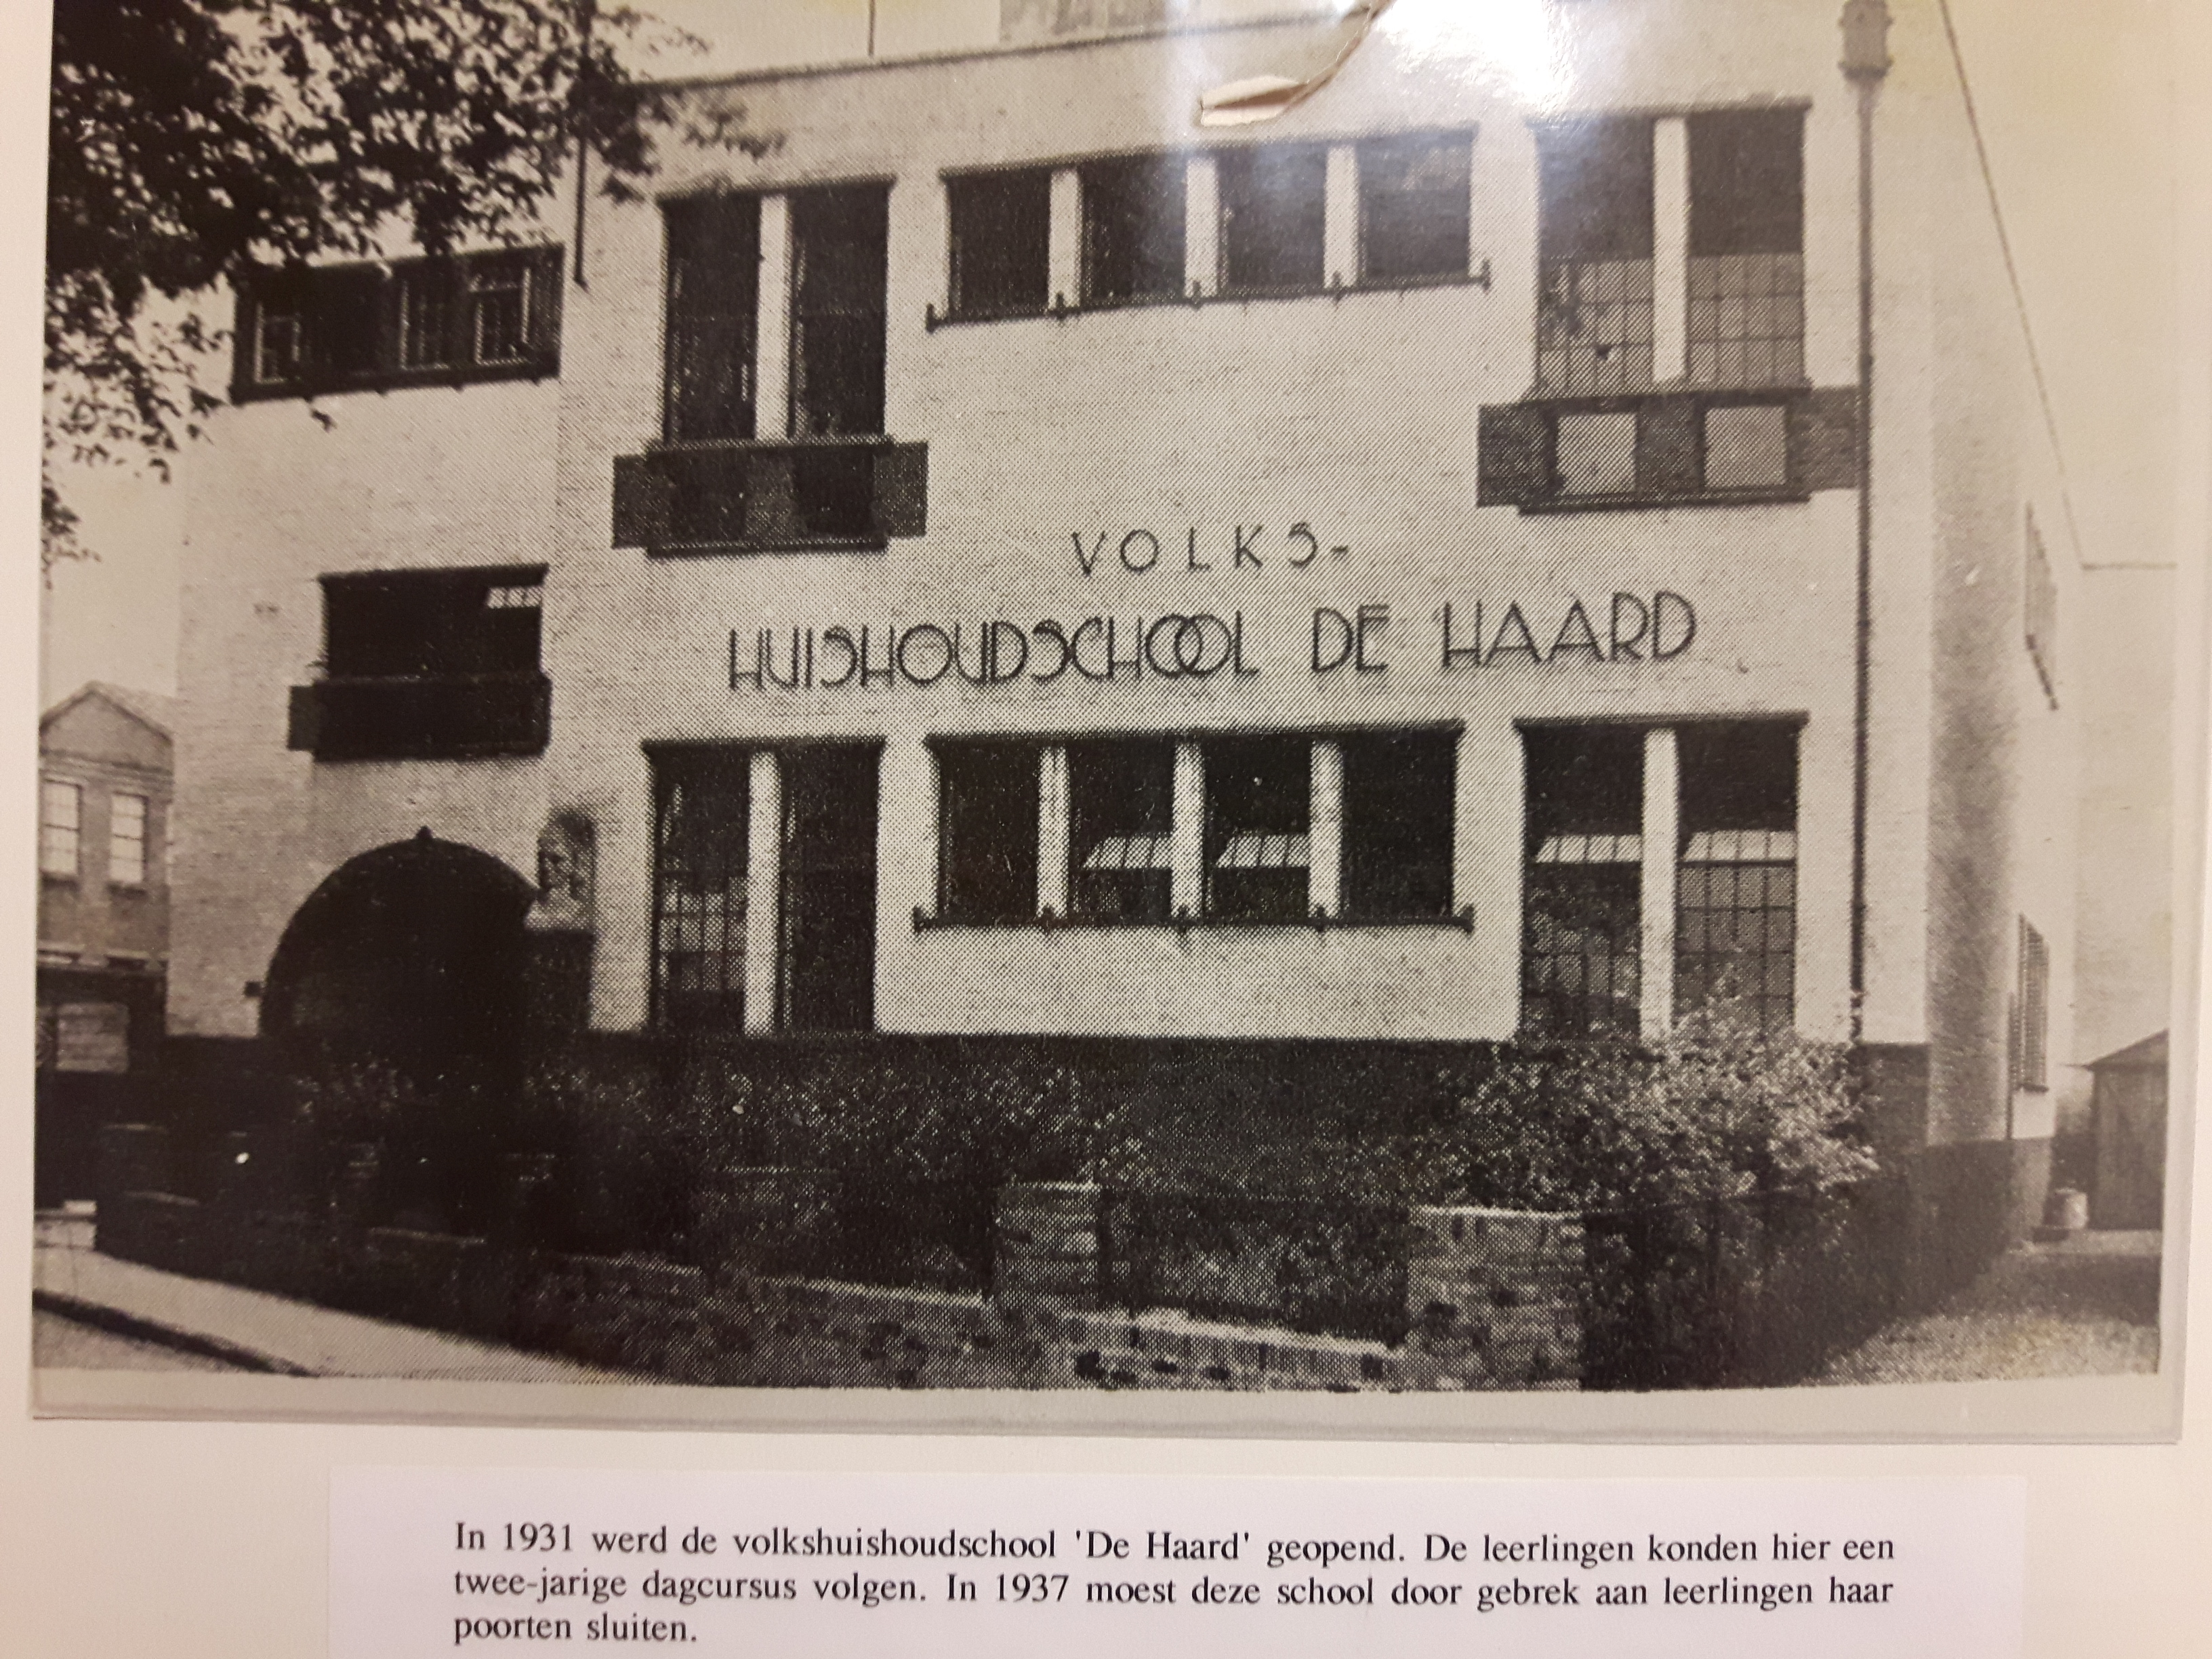 VOLKS-
HUISHOUDSCHOOL DE HAARD
In 1931 werd de volkshuishoudschool 'De Haard' geopend. De leerlingen konden hier een
twee-jarige dagcursus volgen. In 1937 moest deze school door gebrek aan leerlingen haar
poorten sluiten.